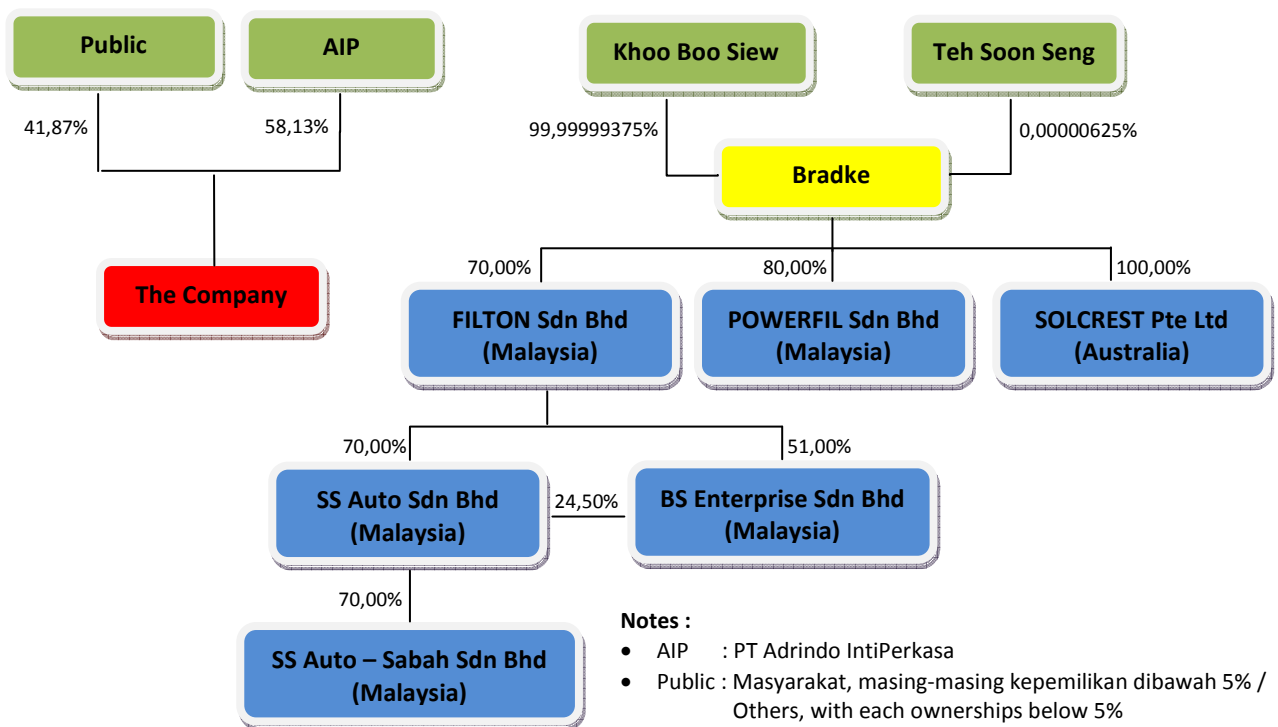 Public
AIP
Khoo Boo Siew
Teh Soon Seng
41,87%
58,13%
99,99999375%
0,00000625%
Bradke
The Company
70,00%
80,00%
100,00%
FILTON Sdn Bhd
(Malaysia)
POWERFIL Sdn Bhd
(Malaysia)
SOLCREST Pte Ltd
(Australia)
70,00%
51,00%
SS Auto Sdn Bhd
(Malaysia)
24,50%
BS Enterprise Sdn Bhd
(Malaysia)
70,00%
SS Auto – Sabah Sdn Bhd
(Malaysia)
Notes :
• AIP : PT Adrindo IntiPerkasa
• Public : Masyarakat, masing-masing kepemilikan dibawah 5% /
Others, with each ownerships below 5%